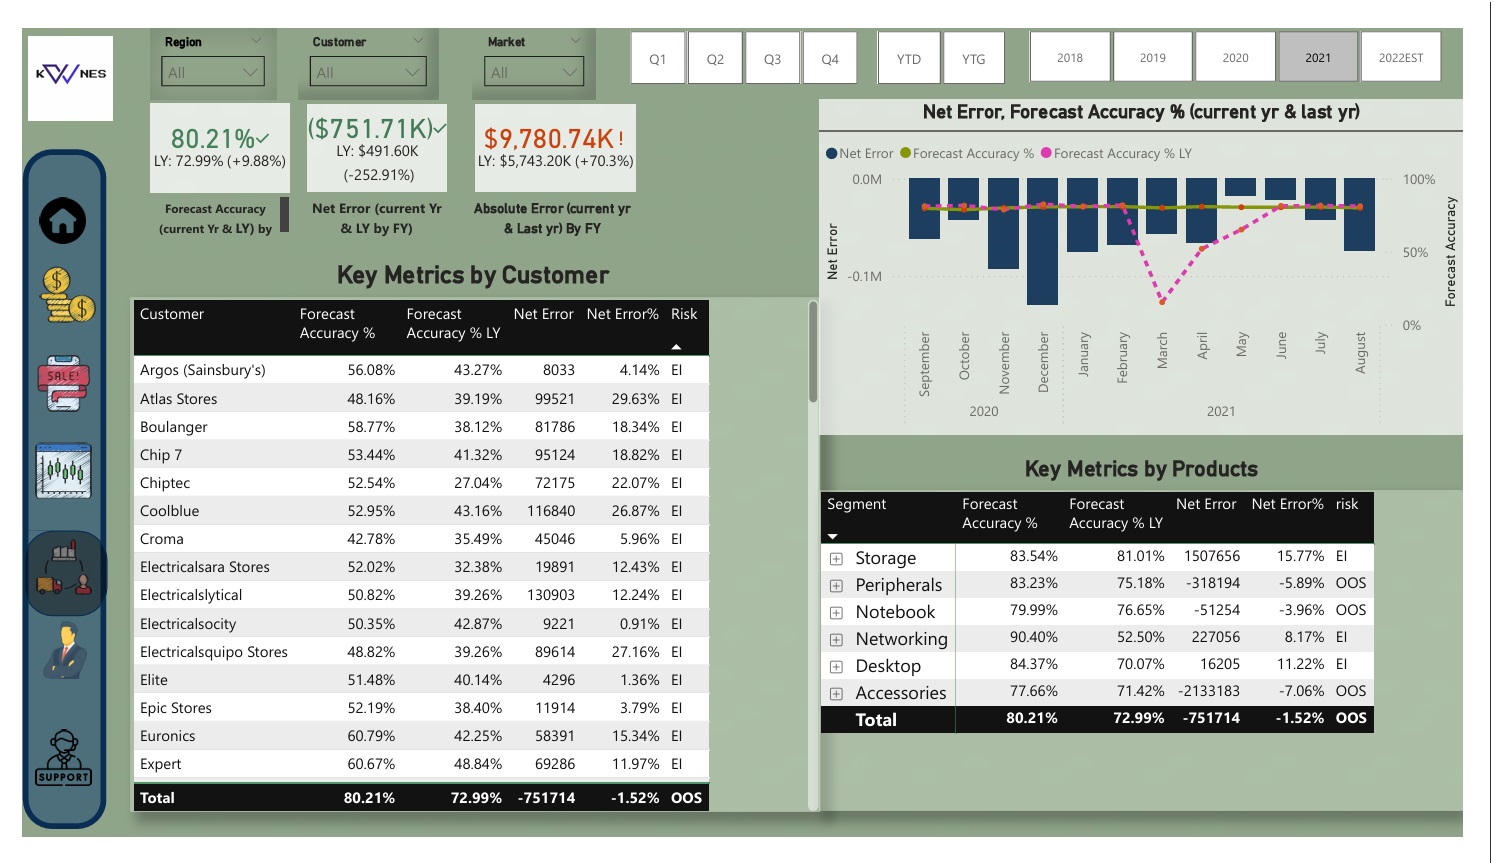 KWNES
Region
All
Customer
All
Market
All
Q1
Q2
Q3
Q4
YTD
YTG
2018
2019
2020
2021
2022EST
80.21%
LY: 72.99% (+9.88%)
Forecast Accuracy
(current Yr & LY) by
($751.71K)
LY: $491.60K
(-252.91%)
Net Error (current Yr
& LY by FY)
$9,780.74K !
LY: $5,743.20K (+70.3%)
Absolute Error (current yr
& Last yr) By FY
Net Error, Forecast Accuracy % (current yr & last yr)
Net Error Forecast Accuracy % Forecast Accuracy % LY
0.0M
-0.1M
Net Error
100%
50%
0%
Forecast Accuracy
September
October
November
December
January
February
March
April
May
June
July
August
2020
2021
Key Metrics by Customer
Customer Forecast Accuracy % Forecast Accuracy % LY Net Error Net Error% Risk
Argos (Sainsbury's) 56.08% 43.27% 8033 4.14% EI
Atlas Stores 48.16% 39.19% 99521 29.63% EI
Boulanger 58.77% 38.12% 81786 18.34% EI
Chip 7 53.44% 41.32% 95124 18.82% EI
Chiptec 52.54% 27.04% 72175 22.07% EI
Coolblue 52.95% 43.16% 116840 26.87% EI
Croma 42.78% 35.49% 45046 5.96% EI
Electricalsara Stores 52.02% 32.38% 19891 12.43% EI
Electricalslytical 50.82% 39.26% 130903 12.24% EI
Electricalsocity 50.35% 42.87% 9221 0.91% EI
Electricalsquipo Stores 48.82% 39.26% 89614 27.16% EI
Elite 51.48% 40.14% 4296 1.36% EI
Epic Stores 52.19% 38.40% 11914 3.79% EI
Euronics 60.79% 42.25% 58391 15.34% EI
Expert 60.67% 48.84% 69286 11.97% EI
Total 80.21% 72.99% -751714 -1.52% OOS
Key Metrics by Products
Segment Forecast Accuracy % Forecast Accuracy % LY Net Error Net Error% risk
Storage 83.54% 81.01% 1507656 15.77% EI
Peripherals 83.23% 75.18% -318194 -5.89% OOS
Notebook 79.99% 76.65% -51254 -3.96% OOS
Networking 90.40% 52.50% 227056 8.17% EI
Desktop 84.37% 70.07% 16205 11.22% EI
Accessories 77.66% 71.42% -2133183 -7.06% OOS
Total 80.21% 72.99% -751714 -1.52% OOS
SALE!
SUPPORT